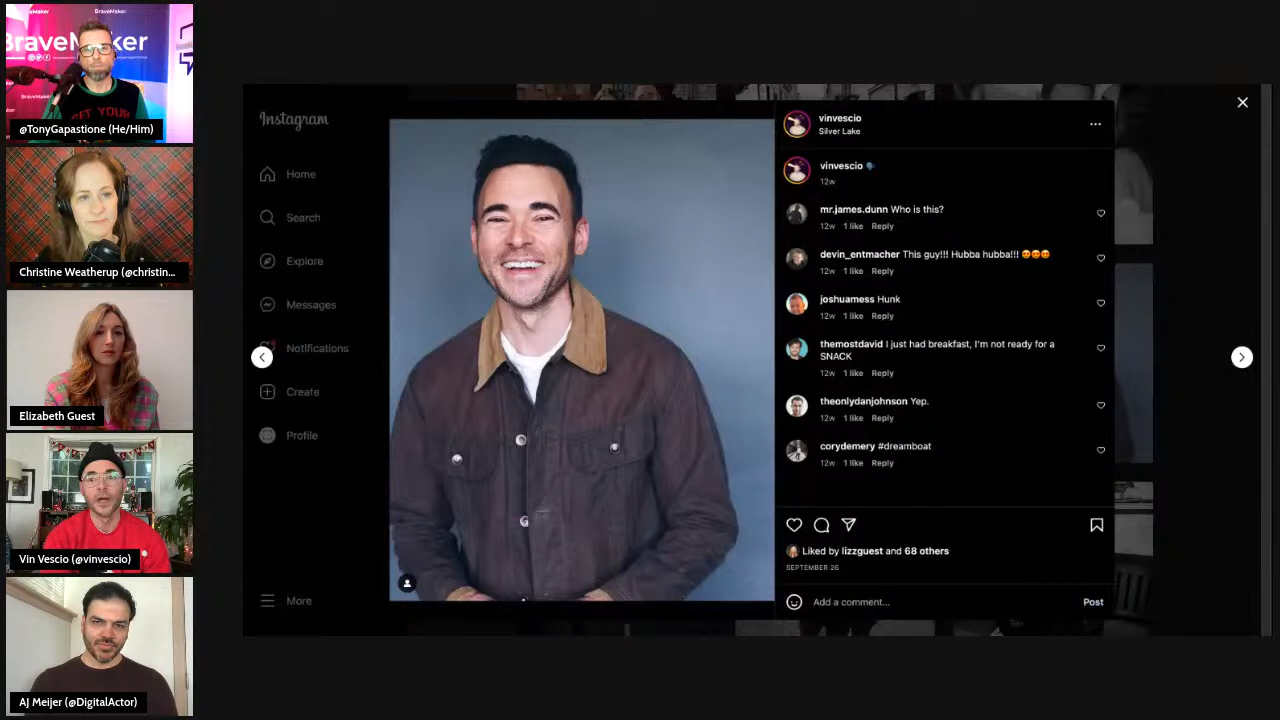 BraveMaker
BraveMaker
GET YOUR
@TonyGapastione (He/Him)
Christine Weatherup (@christin...
Elizabeth Guest
Vin Vescio (@vinvescio)
AJ Meijer (@DigitalActor)
Instagram
Home
Search
Explore
Messages
Notifications
Create
Profile
More
vinvescio
Silver Lake
vinvescio
12w
mr.james.dunn Who is this?
12w 1 like Reply
devin_entmacher This guy!!! Hubba hubba!!! 😍😍😍
12w 1 like Reply
joshuamess Hunk
12w 1 like Reply
themostdavid I just had breakfast, I'm not ready for a
SNACK
12w 1 like Reply
theonlydanjohnson Yep.
12w 1 like Reply
corydemery #dreamboat
12w 1 like Reply
Liked by lizzguest and 68 others
SEPTEMBER 26
Add a comment... Post